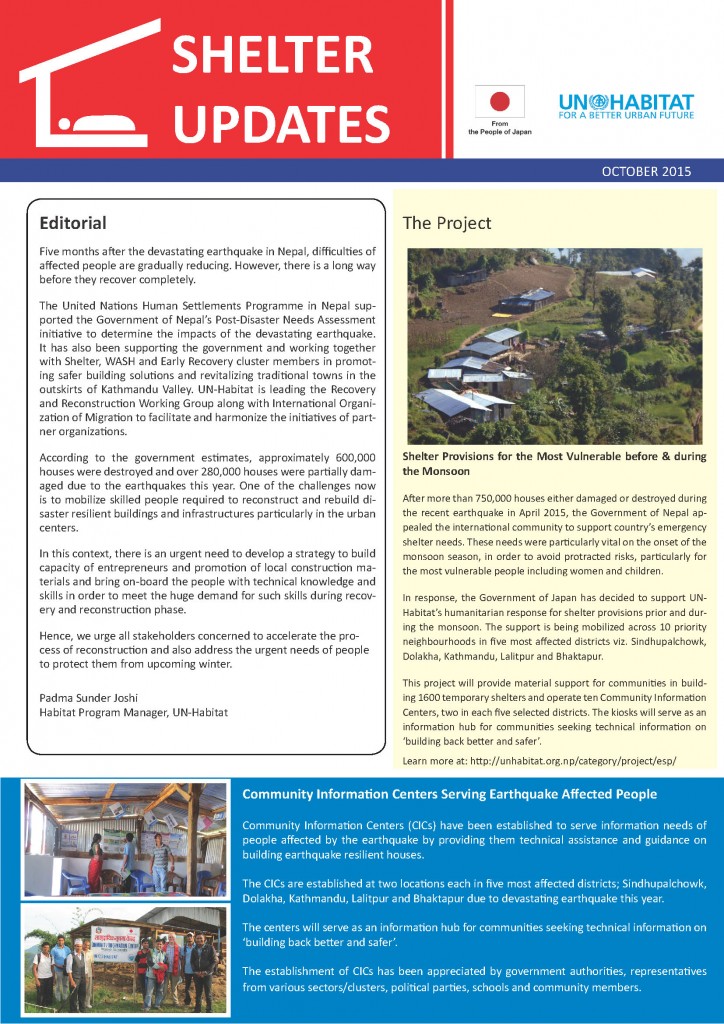 SHELTER
UPDATES
From
the People of Japan
UN HABITAT
FOR A BETTER URBAN FUTURE
OCTOBER 2015
Editorial
Five months after the devastating earthquake in Nepal, difficulties of
affected people are gradually reducing. However, there is a long way
before they recover completely.
The United Nations Human Settlements Programme in Nepal sup-
ported the Government of Nepal's Post-Disaster Needs Assessment
initiative to determine the impacts of the devastating earthquake.
It has also been supporting the government and working together
with Shelter, WASH and Early Recovery cluster members in promot-
ing safer building solutions and revitalizing traditional towns in the
outskirts of Kathmandu Valley. UN-Habitat is leading the Recovery
and Reconstruction Working Group along with International Organi-
zation of Migration to facilitate and harmonize the initiatives of part-
ner organizations.
According to the government estimates, approximately 600,000
houses were destroyed and over 280,000 houses were partially dam-
aged due to the earthquakes this year. One of the challenges now
is to mobilize skilled people required to reconstruct and rebuild di-
saster resilient buildings and infrastructures particularly in the urban
centers.
In this context, there is an urgent need to develop a strategy to build
capacity of entrepreneurs and promotion of local construction ma-
terials and bring on-board the people with technical knowledge and
skills in order to meet the huge demand for such skills during recov-
ery and reconstruction phase.
Hence, we urge all stakeholders concerned to accelerate the pro-
cess of reconstruction and also address the urgent needs of people
to protect them from upcoming winter.
Padma Sunder Joshi
Habitat Program Manager, UN-Habitat
The Project
Shelter Provisions for the Most Vulnerable before & during
the Monsoon
After more than 750,000 houses either damaged or destroyed during
the recent earthquake in April 2015, the Government of Nepal ap-
pealed the international community to support country's emergency
shelter needs. These needs were particularly vital on the onset of the
monsoon season, in order to avoid protracted risks, particularly for
the most vulnerable people including women and children.
In response, the Government of Japan has decided to support UN-
Habitat's humanitarian response for shelter provisions prior and dur-
ing the monsoon. The support is being mobilized across 10 priority
neighbourhoods in five most affected districts viz. Sindhupalchowk,
Dolakha, Kathmandu, Lalitpur and Bhaktapur.
This project will provide material support for communities in build-
ing 1600 temporary shelters and operate ten Community Information
Centers, two in each five selected districts. The kiosks will serve as an
information hub for communities seeking technical information on
'building back better and safer'.
Learn more at: http://unhabitat.org.np/category/project/esp/
Community Information Centers Serving Earthquake Affected People
Community Information Centers (CICs) have been established to serve information needs of
people affected by the earthquake by providing them technical assistance and guidance on
building earthquake resilient houses.
The CICs are established at two locations each in five most affected districts; Sindhupalchowk,
Dolakha, Kathmandu, Lalitpur and Bhaktapur due to devastating earthquake this year.
The centers will serve as an information hub for communities seeking technical information on
'building back better and safer'.
The establishment of CICs has been appreciated by government authorities, representatives
from various sectors/clusters, political parties, schools and community members.